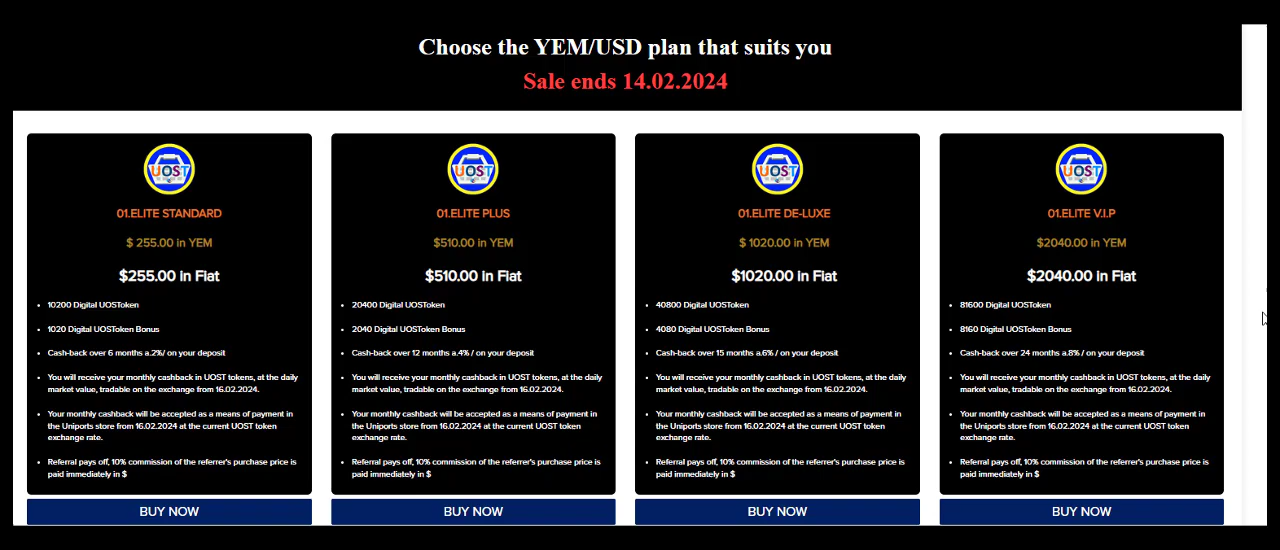 Choose the YEM/USD plan that suits you
Sale ends 14.02.2024
UOST
01.ELITE STANDARD
$ 255.00 in YEM
$255.00 in Fiat
10200 Digital UOSToken
1020 Digital UOSToken Bonus
Cash-back over 6 months a.2%/ on your deposit
You will receive your monthly cashback in UOST tokens, at the daily
market value, tradable on the exchange from 16.02.2024.
Your monthly cashback will be accepted as a means of payment in
the Uniports store from 16.02.2024 at the current UOST token
exchange rate.
Referral pays off, 10% commission of the referrer's purchase price is
paid immediately in $
BUY NOW
UOST
01.ELITE PLUS
$510.00 in YEM
$510.00 in Fiat
20400 Digital UOSToken
2040 Digital UOSToken Bonus
Cash-back over 12 months a.4% / on your deposit
You will receive your monthly cashback in UOST tokens, at the daily
market value, tradable on the exchange from 16.02.2024.
Your monthly cashback will be accepted as a means of payment in
the Uniports store from 16.02.2024 at the current UOST token
exchange rate.
Referral pays off, 10% commission of the referrer's purchase price is
paid immediately in $
BUY NOW
UOST
01.ELITE DE-LUXE
$ 1020.00 in YEM
$1020.00 in Fiat
40800 Digital UOSToken
4080 Digital UOSToken Bonus
Cash-back over 15 months a.6% / on your deposit
You will receive your monthly cashback in UOST tokens, at the daily
market value, tradable on the exchange from 16.02.2024.
Your monthly cashback will be accepted as a means of payment in
the Uniports store from 16.02.2024 at the current UOST token
exchange rate.
Referral pays off, 10% commission of the referrer's purchase price is
paid immediately in $
BUY NOW
UOST
01.ELITE V.I.P
$2040.00 in YEM
$2040.00 in Fiat
81600 Digital UOSToken
8160 Digital UOSToken Bonus
Cash-back over 24 months a.8% / on your deposit
You will receive your monthly cashback in UOST tokens, at the daily
market value, tradable on the exchange from 16.02.2024.
Your monthly cashback will be accepted as a means of payment in
the Uniports store from 16.02.2024 at the current UOST token
exchange rate.
Referral pays off, 10% commission of the referrer's purchase price is
paid immediately in $
BUY NOW